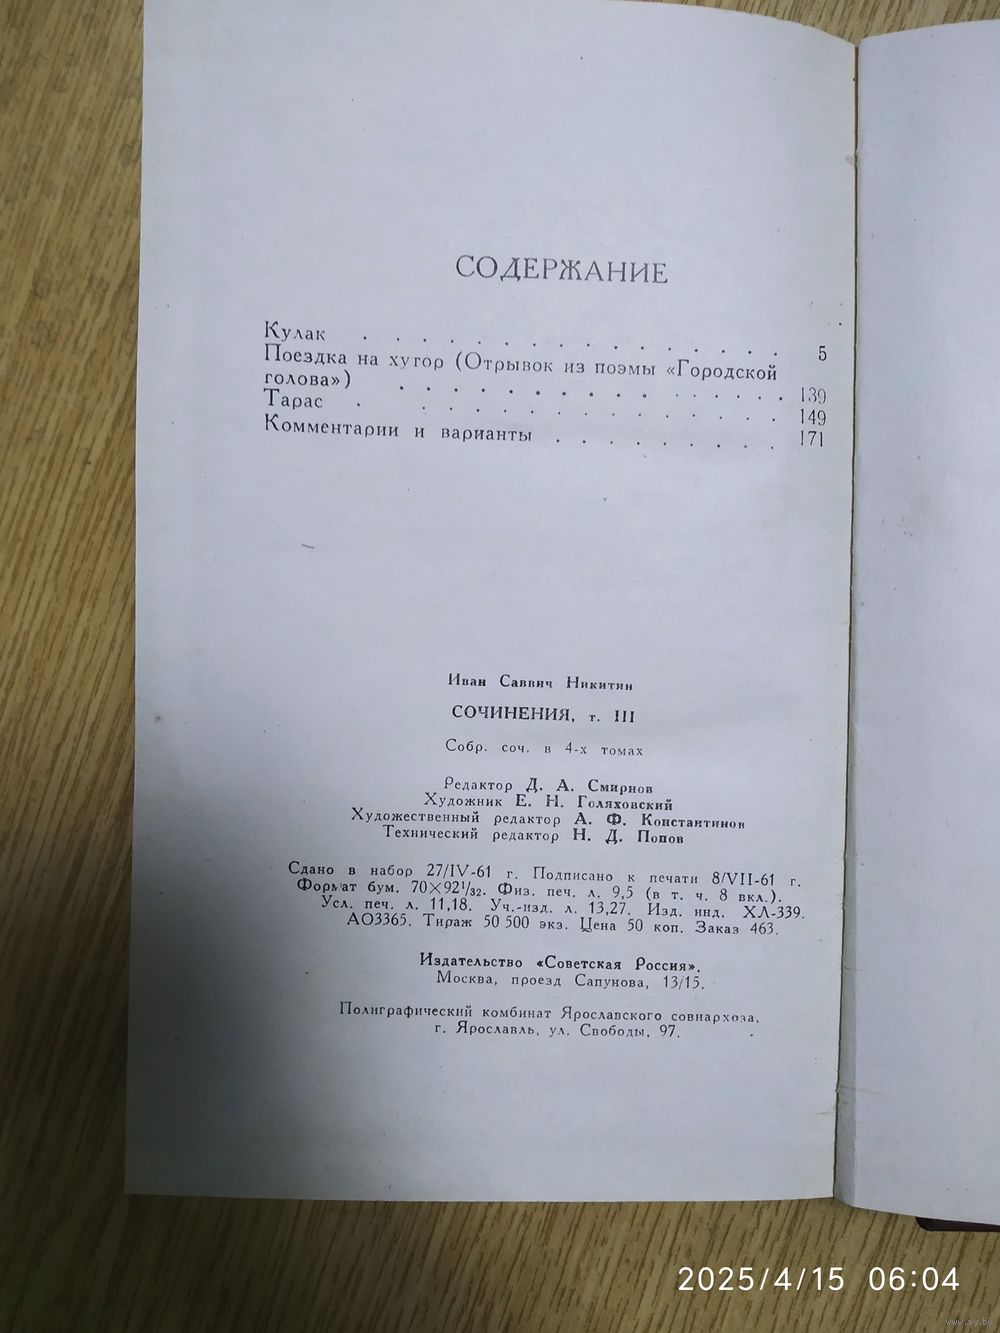 СОДЕРЖАНИЕ
Кулак . . . . . . . . . . . . . . . 5
Поездка на хутор (Отрывок из поэмы «Городской
голова») . . . . . . . . . . . . . . 139
Тарас . . . . . . . . . . . . . . 149
Комментарии и варианты . . . . . . . . . 171
Иван Саввич Никитин
СОЧИНЕНИЯ, т. III
Собр. соч. в 4-х томах
Редактор Д. А. Смирнов
Художник Е. Н. Голяховский
Художественный редактор А. Ф. Константинов
Технический редактор Н. Д. Попов
Сдано в набор 27/IV-61 г. Подписано к печати 8/VII-61 г.
Формат бум. 70×92¹/₃₂. Физ. печ. л. 9,5 (в т. ч. 8 вкл.).
Усл. печ. л. 11,18. Уч.-изд. л. 13,27. Изд. инд. ХЛ-339.
АО3365. Тираж 50 500 экз. Цена 50 коп. Заказ 463.
Издательство «Советская Россия».
Москва, проезд Сапунова, 13/15.
Полиграфический комбинат Ярославского совнархоза,
г. Ярославль, ул. Свободы, 97.
2025/4/15 06:04
www.ay.by